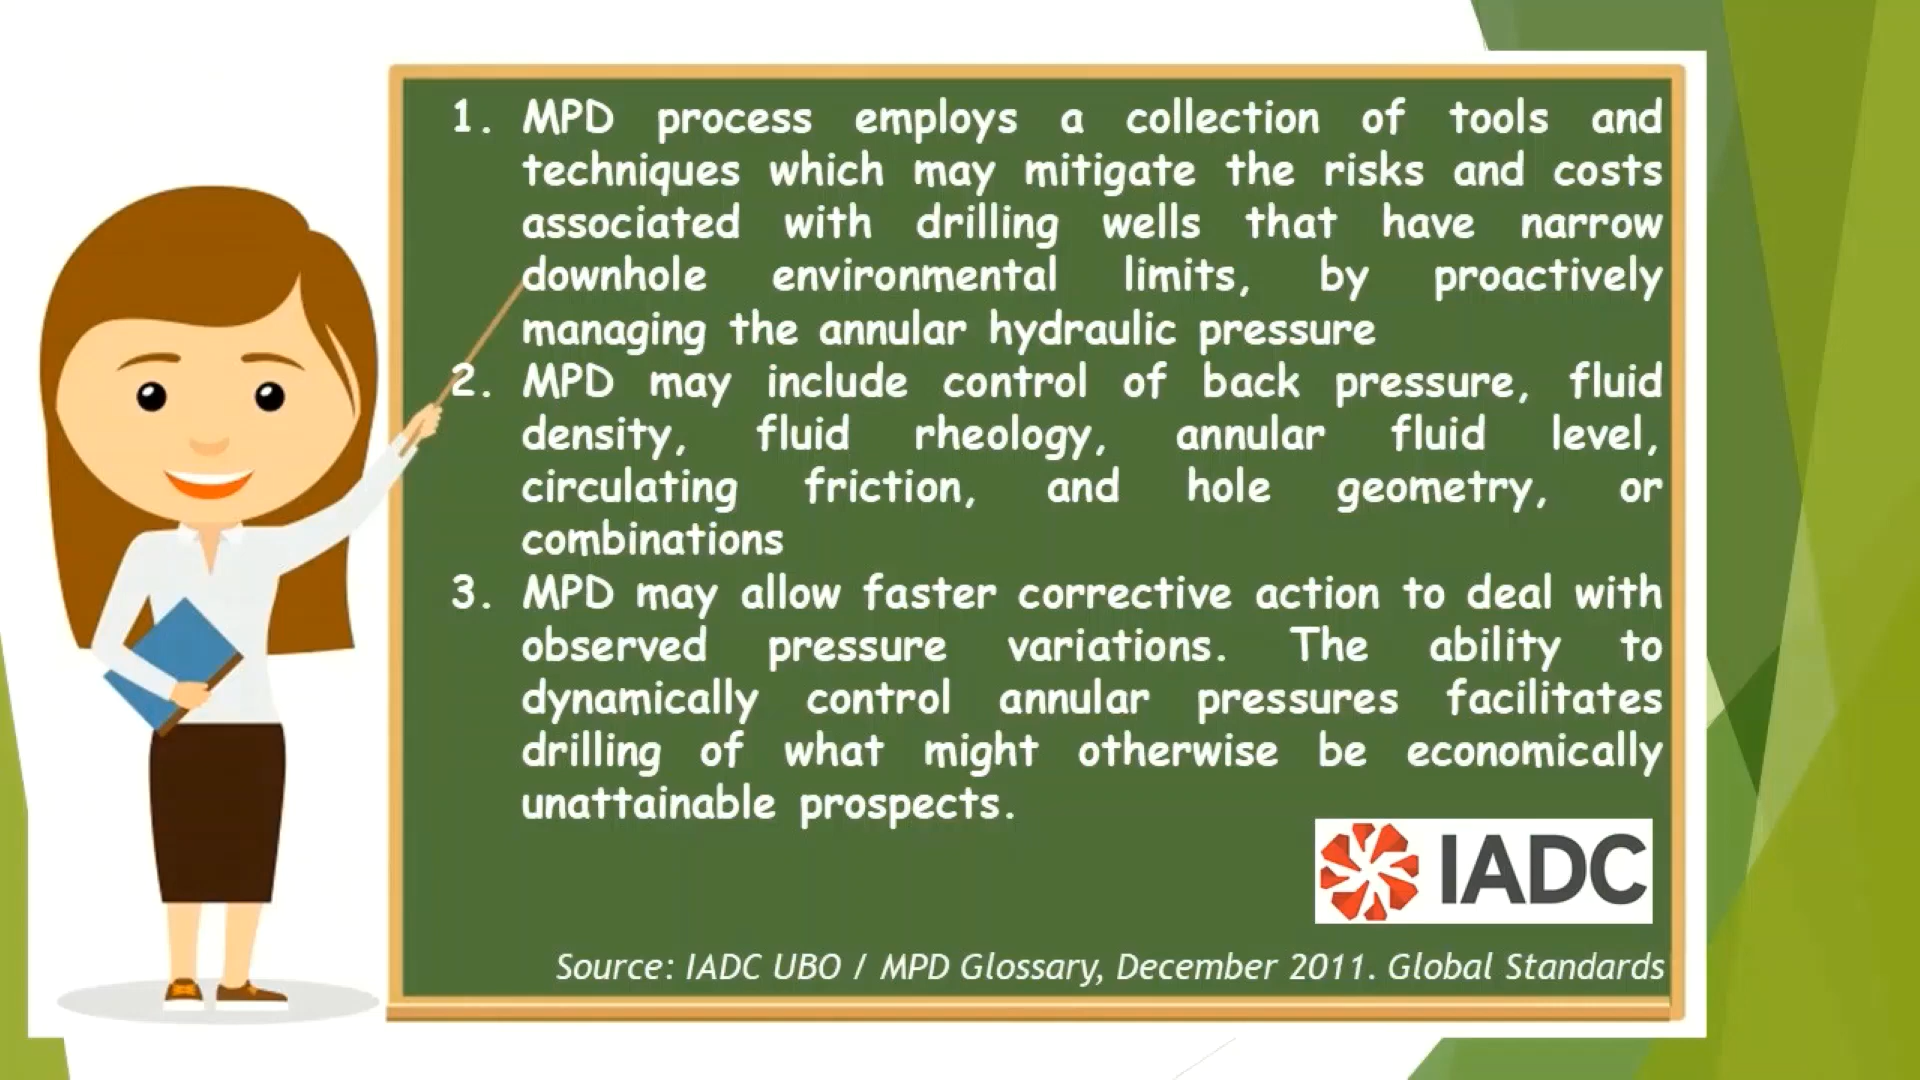 1. MPD process employs a collection of tools and
techniques which may mitigate the risks and costs
associated with drilling wells that have narrow
downhole environmental limits, by proactively
managing the annular hydraulic pressure
2. MPD may include control of back pressure, fluid
density, fluid rheology, annular fluid level,
circulating friction, and hole geometry, or
combinations
3. MPD may allow faster corrective action to deal with
observed pressure variations. The ability to
dynamically control annular pressures facilitates
drilling of what might otherwise be economically
unattainable prospects.
IADC
Source: IADC UBO / MPD Glossary, December 2011. Global Standards